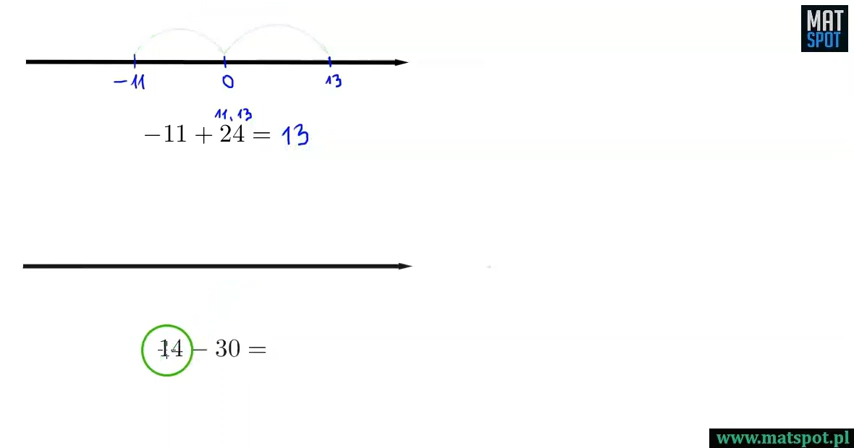 MAT
SPOT
−11 0 13
11, 13
−11 + 24 = 13
14 − 30 =
www.matspot.pl